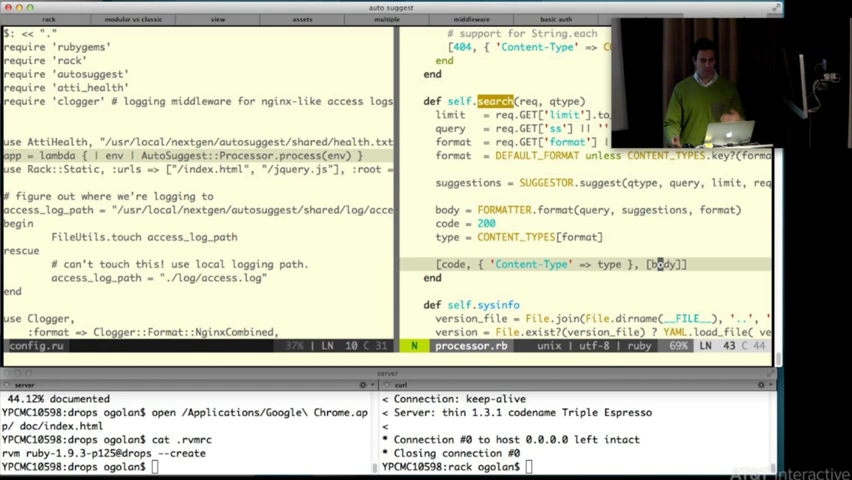 auto suggest
rack modular vs classic view assets multiple middleware basic auth
$: << "."
require 'rubygems'
require 'rack'
require 'autosuggest'
require 'atti_health'
require 'clogger' # logging middleware for nginx-like access logs
use AttiHealth, "/usr/local/nextgen/autosuggest/shared/health.txt
app = lambda { | env | AutoSuggest::Processor.process(env) }
use Rack::Static, :urls => ["/index.html", "/jquery.js"], :root =
# figure out where we're logging to
access_log_path = "/usr/local/nextgen/autosuggest/shared/log/acce
begin
FileUtils.touch access_log_path
rescue
# can't touch this! use local logging path.
access_log_path = "./log/access.log"
end
use Clogger,
:format => Clogger::Format::NginxCombined,
config.ru 37% LN 10 C 31
# support for String.each
[404, { 'Content-Type' => C
end
end
def self.search(req, qtype)
limit = req.GET['limit'].to
query = req.GET['ss'] || ''
format = req.GET['format'] |
format = DEFAULT_FORMAT unless CONTENT_TYPES.key?(forma
suggestions = SUGGESTOR.suggest(qtype, query, limit, req
body = FORMATTER.format(query, suggestions, format)
code = 200
type = CONTENT_TYPES[format]
[code, { 'Content-Type' => type }, [body]]
end
def self.sysinfo
version_file = File.join(File.dirname(__FILE__), '..', '
version = File.exist?(version_file) ? YAML.load_file( ve
N processor.rb unix | utf-8 | ruby 69% LN 43 C 44
server
server
44.12% documented
YPCMC10598:drops ogolan$ open /Applications/Google\ Chrome.ap
p/ doc/index.html
YPCMC10598:drops ogolan$ cat .rvmrc
rvm ruby-1.9.3-p125@drops --create
YPCMC10598:drops ogolan$
curl
< Connection: keep-alive
< Server: thin 1.3.1 codename Triple Espresso
<
* Connection #0 to host 0.0.0.0 left intact
* Closing connection #0
YPCMC10598:rack ogolan$
AT&T Interactive